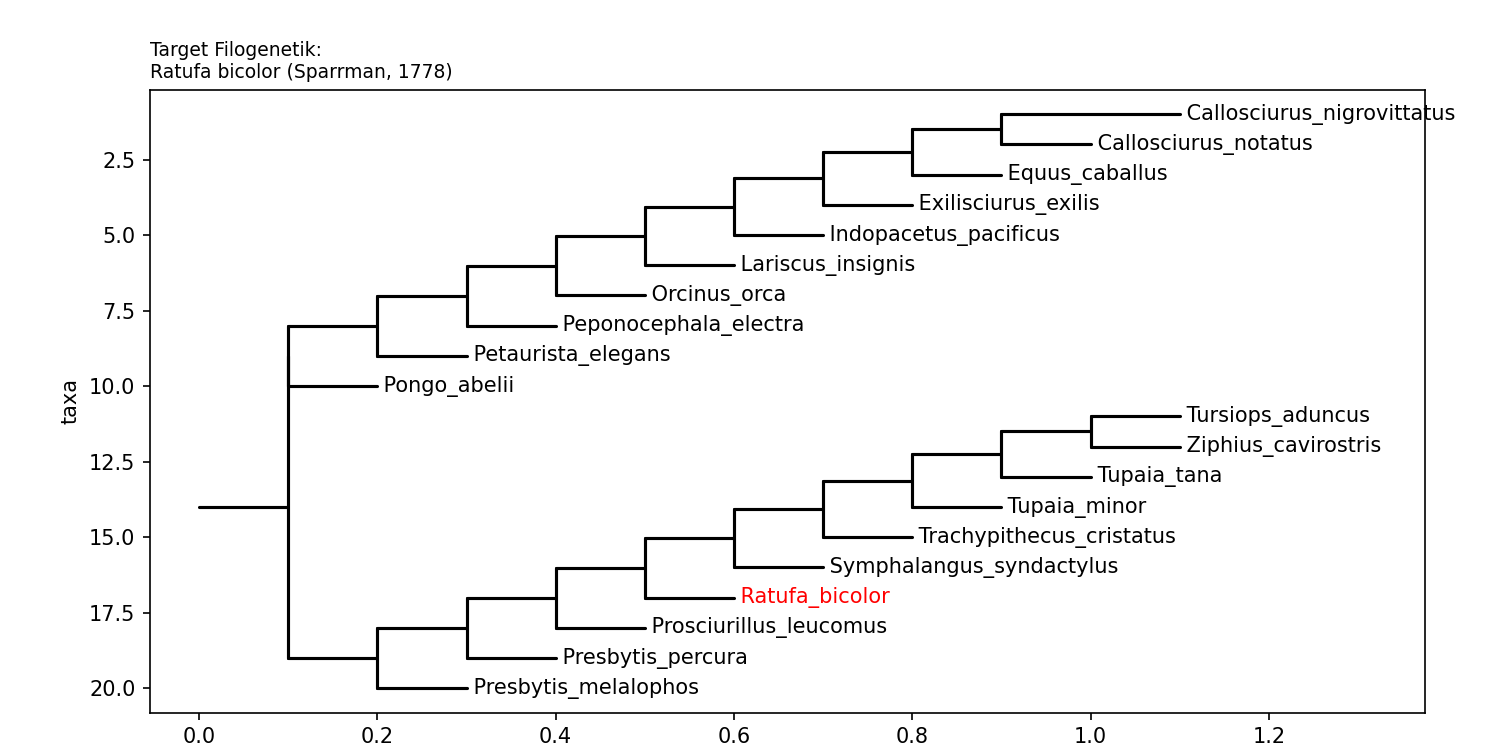 Target Filogenetik:
Ratufa bicolor (Sparrman, 1778)
Callosciurus_nigrovittatus
Callosciurus_notatus
2.5
Equus_caballus
Exilisciurus_exilis
5.0
Indopacetus_pacificus
Lariscus_insignis
Orcinus_orca
7.5
Peponocephala_electra
Petaurista_elegans
10.0
Pongo_abelii
taxa
Tursiops_aduncus
Ziphius_cavirostris
12.5
Tupaia_tana
Tupaia_minor
15.0
Trachypithecus_cristatus
Symphalangus_syndactylus
Ratufa_bicolor
17.5
Prosciurillus_leucomus
Presbytis_percura
20.0
Presbytis_melalophos
0.0 0.2 0.4 0.6 0.8 1.0 1.2